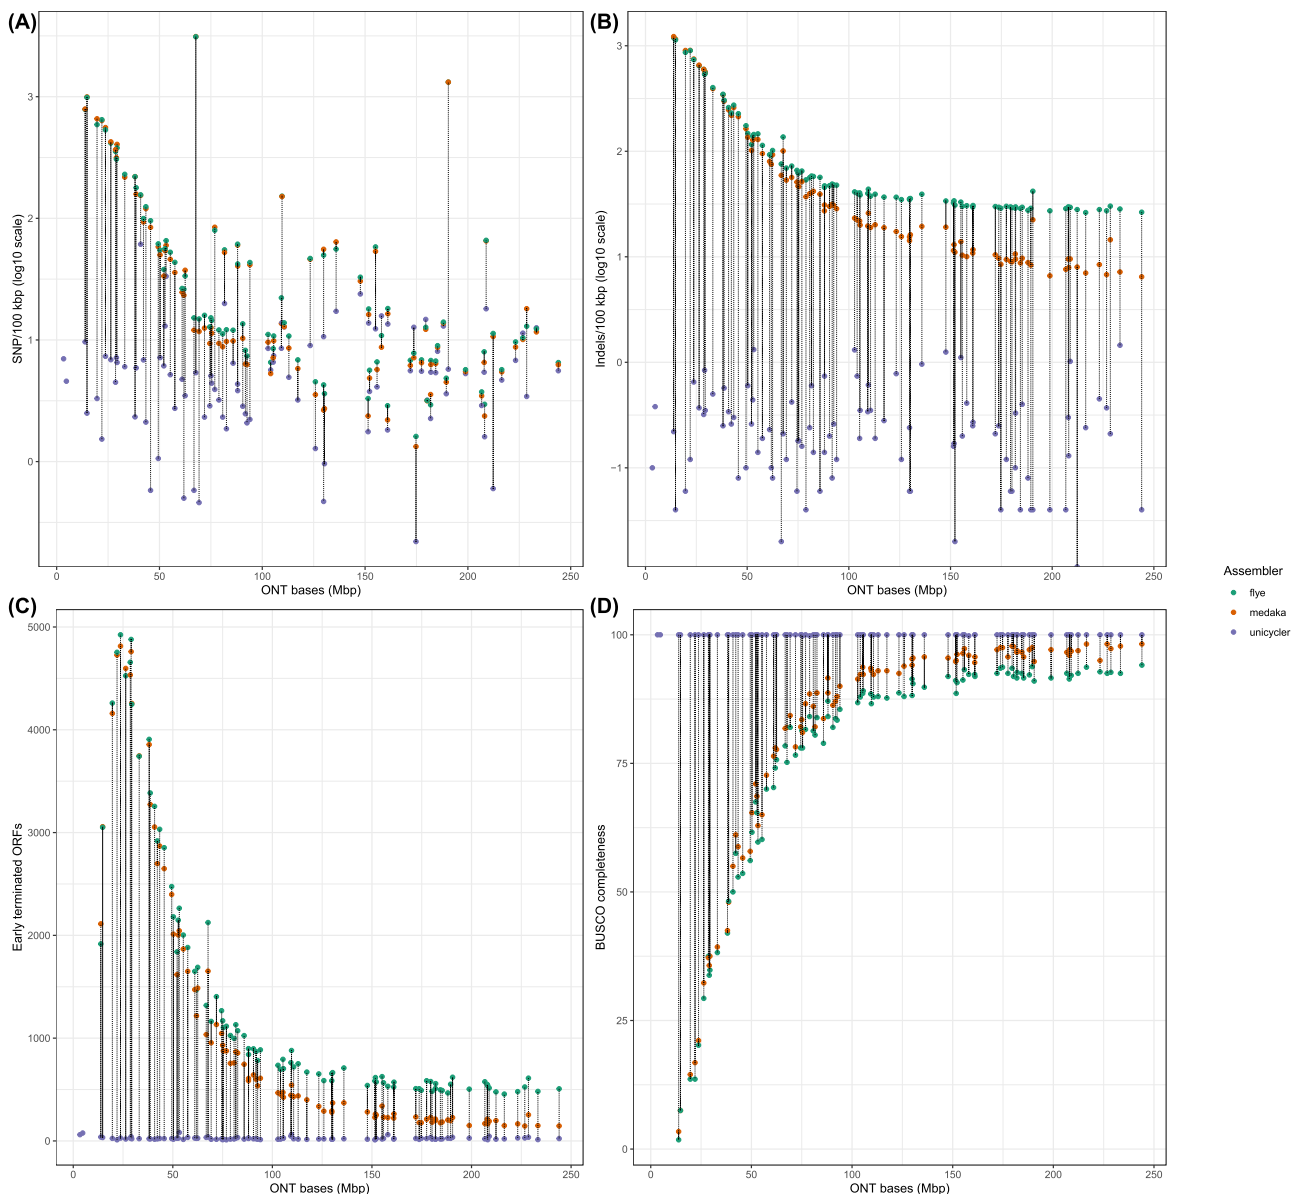 (A)
SNP/100 kbp (log10 scale)
3
2
1
0
0
50
100
150
200
250
ONT bases (Mbp)
(B)
Indels/100 kbp (log10 scale)
3
2
1
0
−1
0
50
100
150
200
250
ONT bases (Mbp)
Assembler
flye
medaka
unicycler
(C)
Early terminated ORFs
5000
4000
3000
2000
1000
0
0
50
100
150
200
250
ONT bases (Mbp)
(D)
BUSCO completeness
100
75
50
25
0
0
50
100
150
200
250
ONT bases (Mbp)